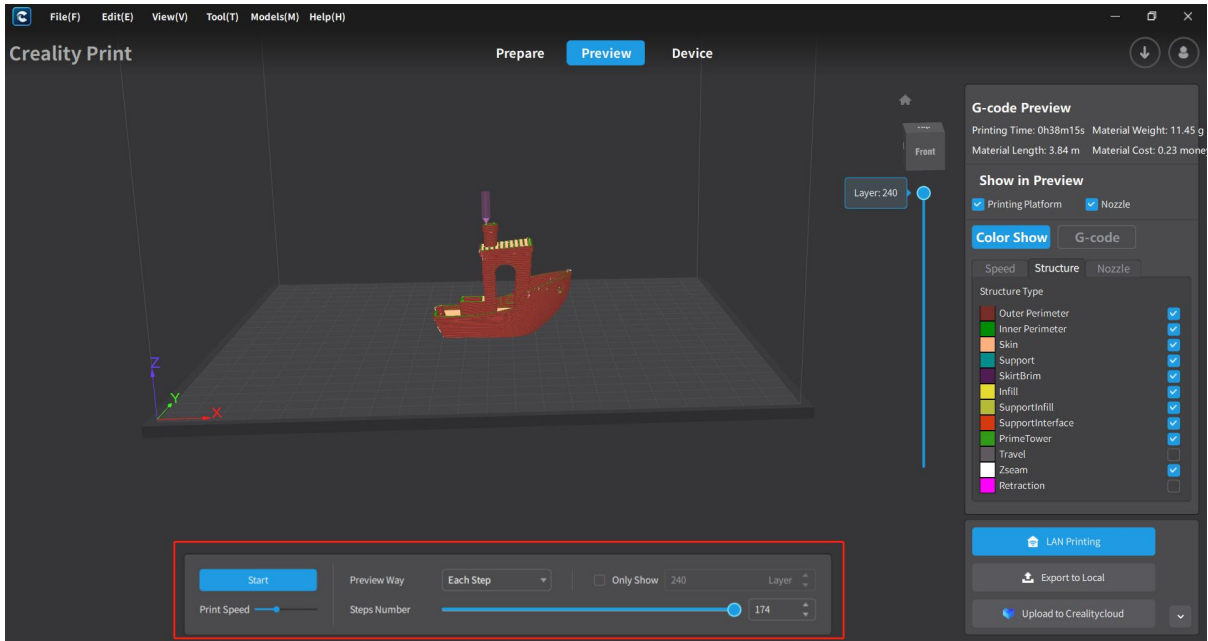 File(F) Edit(E) View(V) Tool(T) Models(M) Help(H)
Creality Print
Prepare Preview Device
G-code Preview
Printing Time: 0h38m15s Material Weight: 11.45 g
Material Length: 3.84 m Material Cost: 0.23 money
Front
Layer: 240
Show in Preview
Printing Platform Nozzle
Color Show G-code
Speed Structure Nozzle
Structure Type
Outer Perimeter
Inner Perimeter
Skin
Support
SkirtBrim
Infill
SupportInfill
SupportInterface
PrimeTower
Travel
Zseam
Retraction
Z
Y
X
LAN Printing
Export to Local
Upload to Crealitycloud
Start Preview Way Each Step Only Show 240 Layer
Print Speed Steps Number 174